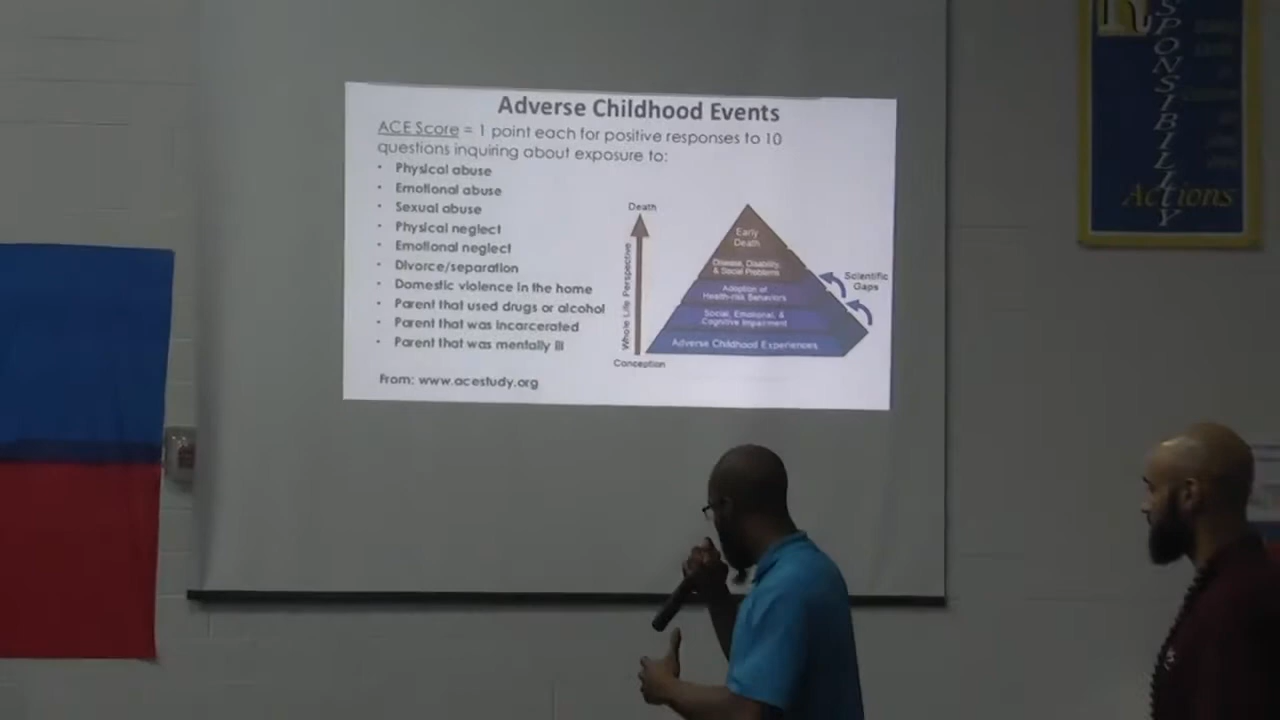 Adverse Childhood Events
ACE Score = 1 point each for positive responses to 10
questions inquiring about exposure to:
• Physical abuse
• Emotional abuse
• Sexual abuse
• Physical neglect
• Emotional neglect
• Divorce/separation
• Domestic violence in the home
• Parent that used drugs or alcohol
• Parent that was incarcerated
• Parent that was mentally ill
From: www.acestudy.org
Death
Whole Life Perspective
Conception
Early
Death
Disease, Disability,
& Social Problems
Adoption of
Health-risk Behaviors
Social, Emotional, &
Cognitive Impairment
Adverse Childhood Experiences
Scientific
Gaps
SPONSIBILITY
Actions